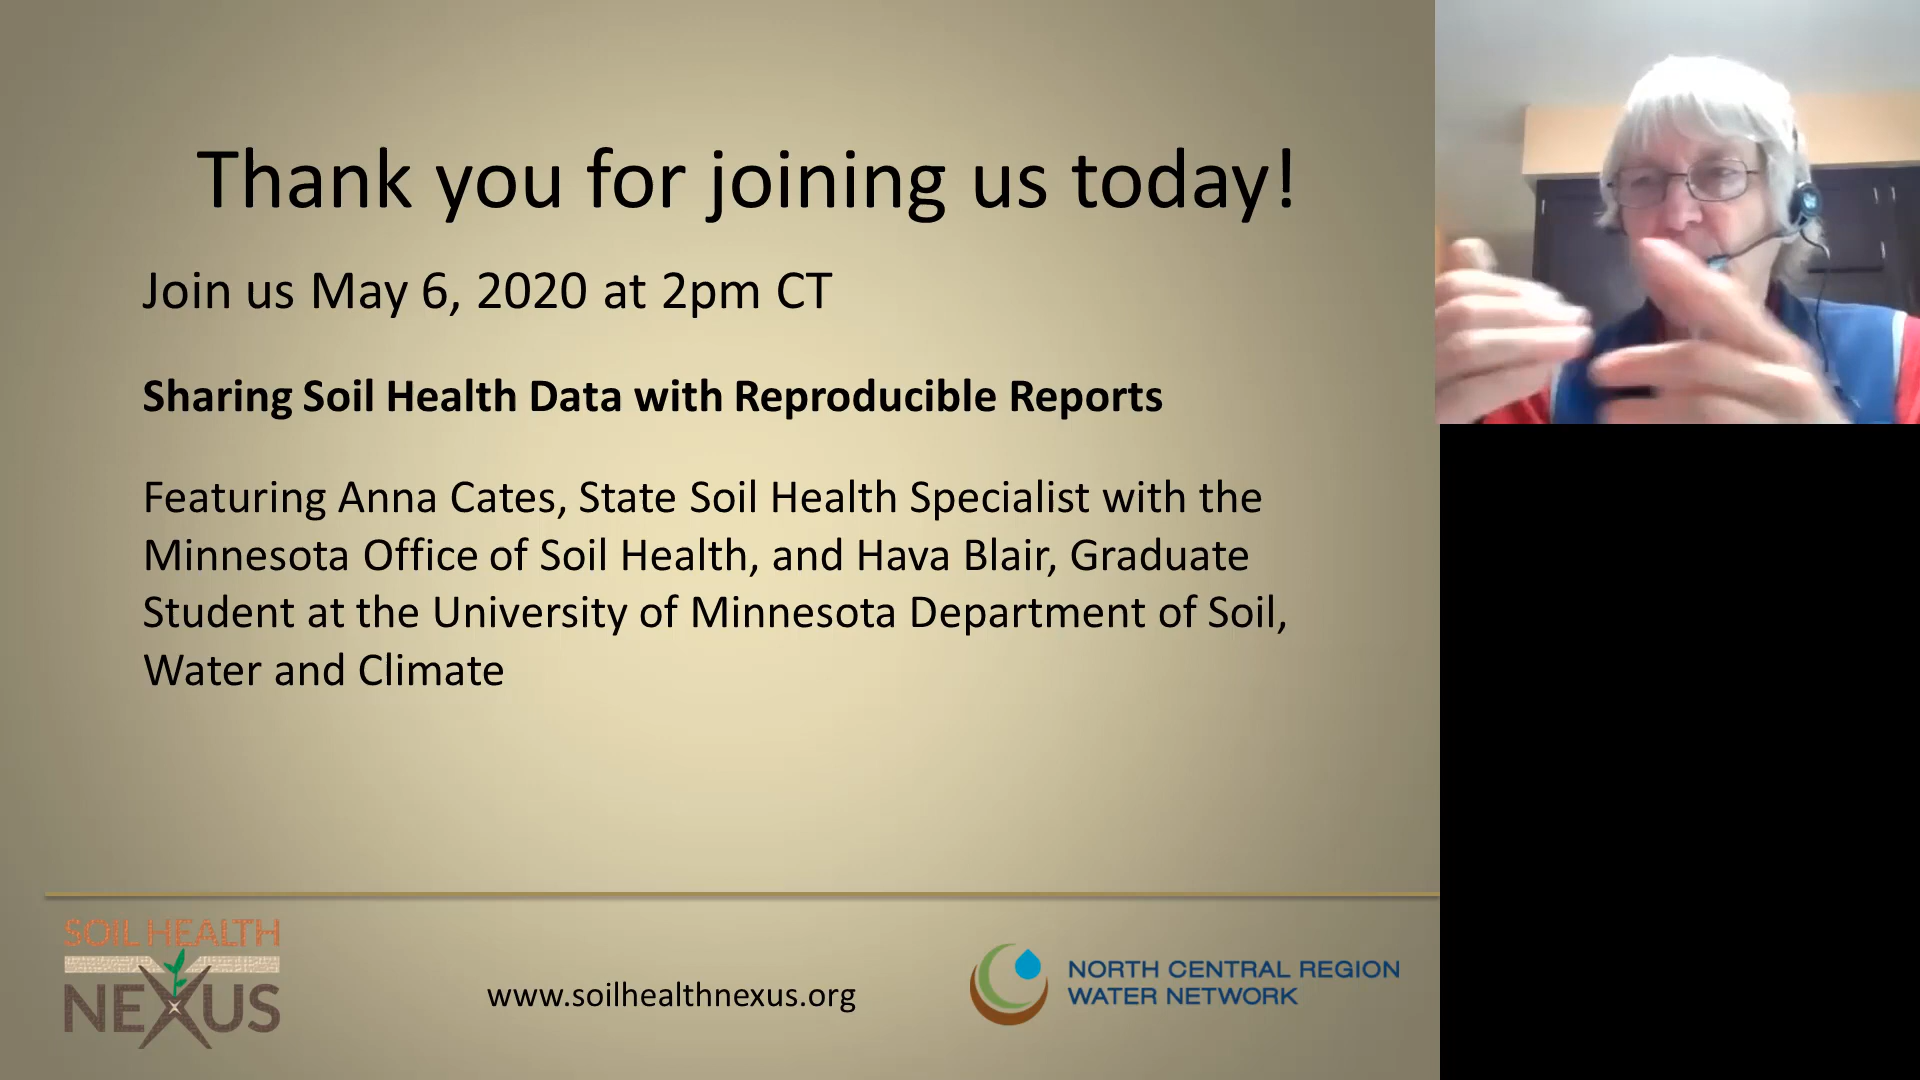 Thank you for joining us today!
Join us May 6, 2020 at 2pm CT
Sharing Soil Health Data with Reproducible Reports
Featuring Anna Cates, State Soil Health Specialist with the
Minnesota Office of Soil Health, and Hava Blair, Graduate
Student at the University of Minnesota Department of Soil,
Water and Climate
SOIL HEALTH
NEXUS
www.soilhealthnexus.org
NORTH CENTRAL REGION
WATER NETWORK